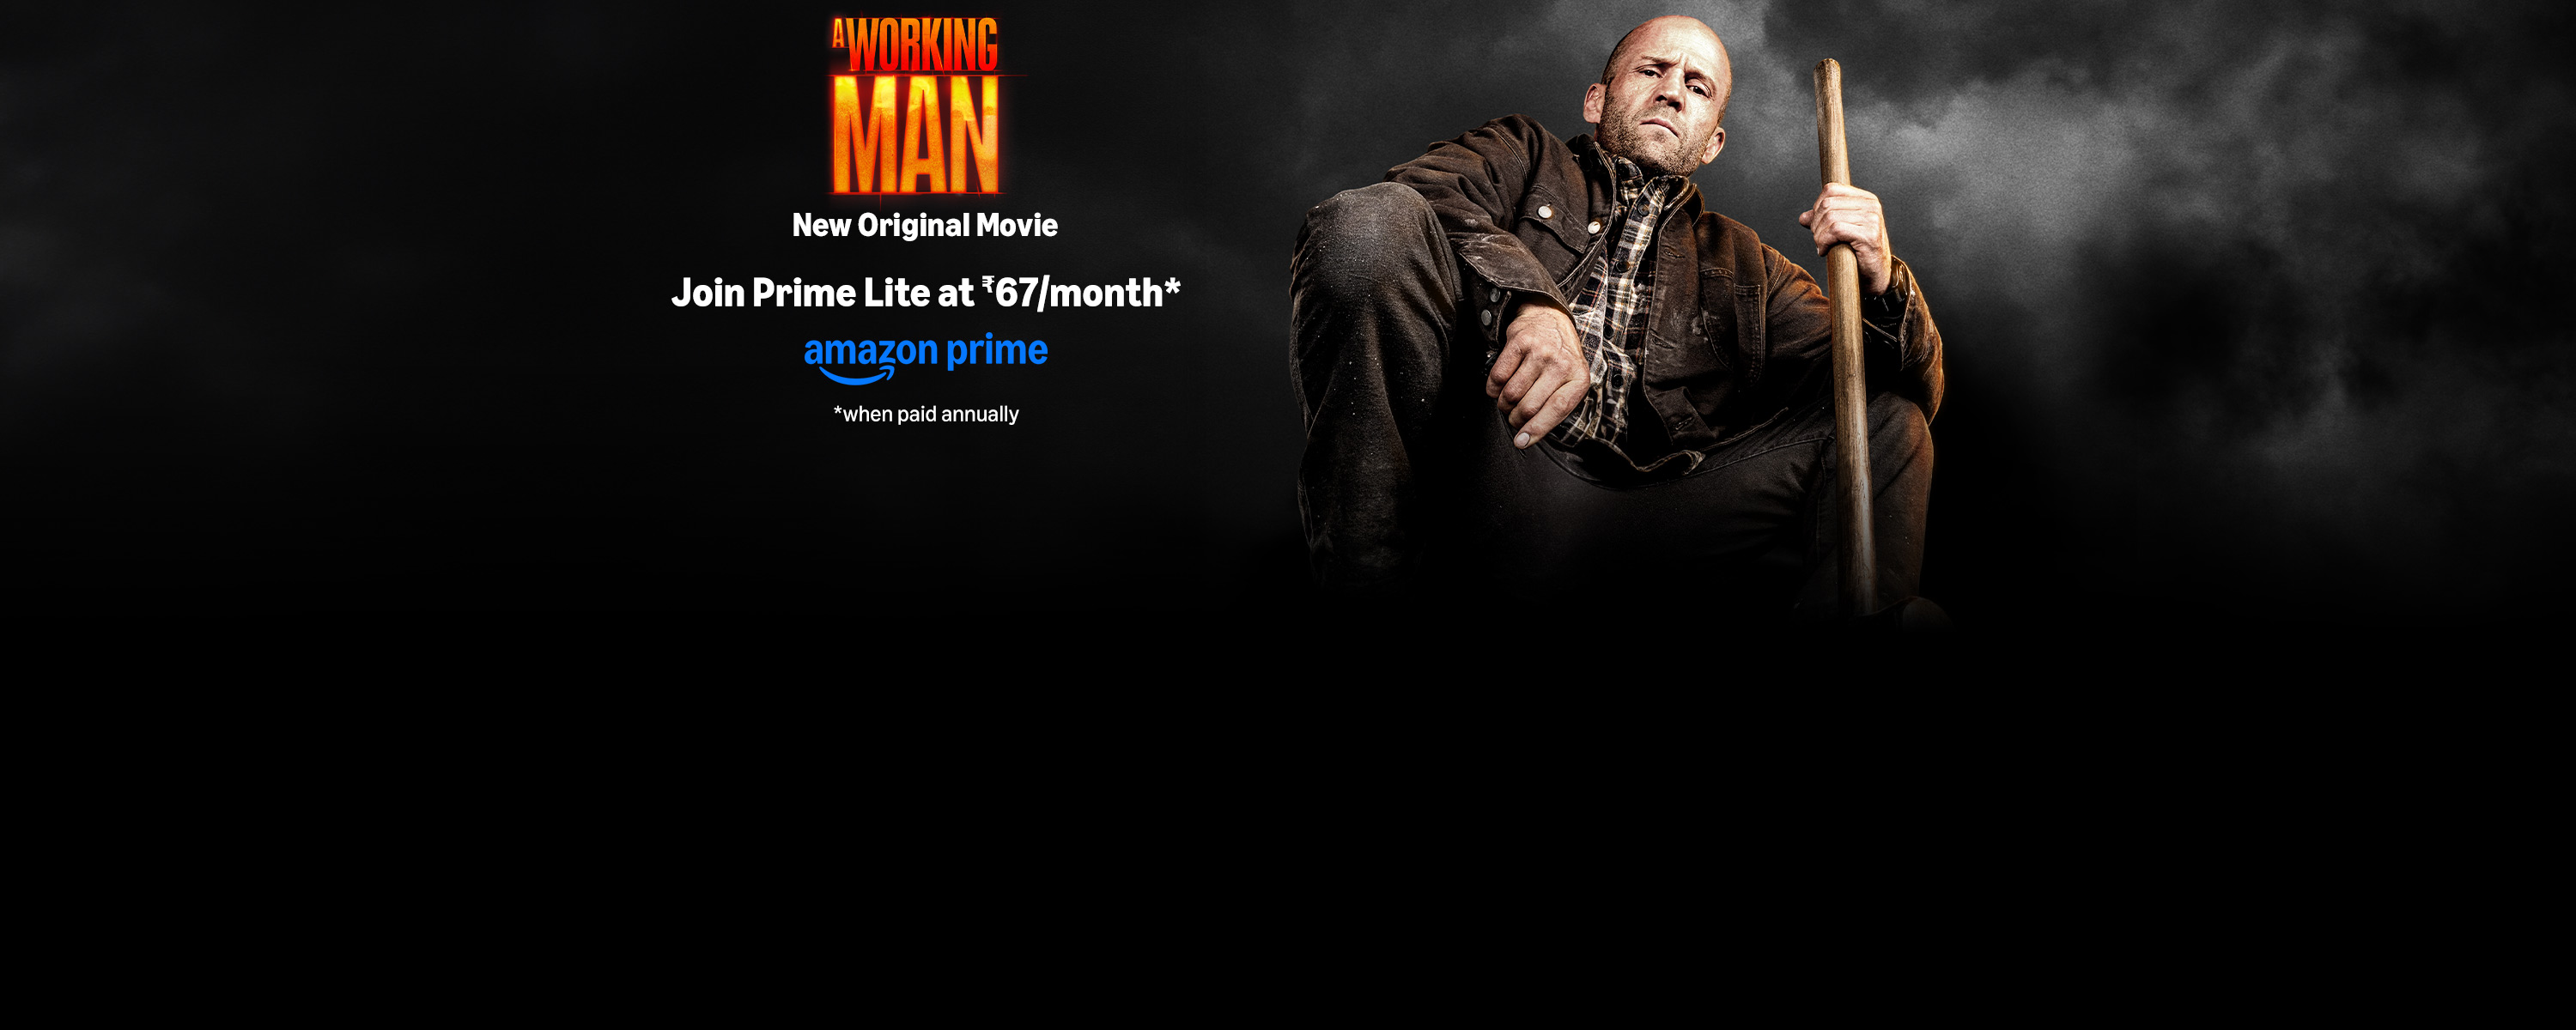 A WORKING
MAN
New Original Movie
Join Prime Lite at ₹67/month*
amazon prime
*when paid annually